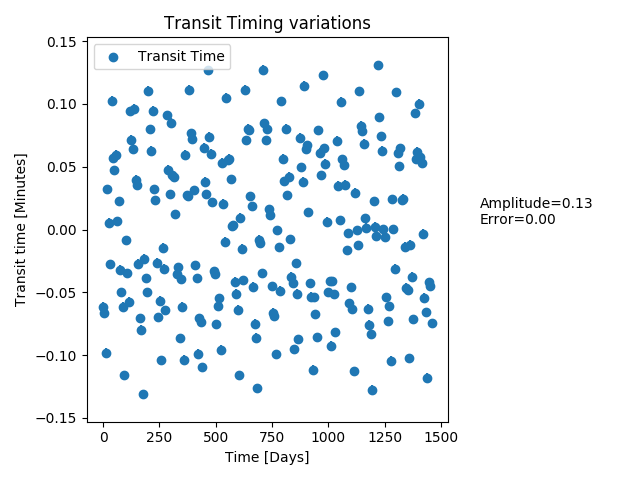 Transit Timing variations
Transit Time
Transit time [Minutes]
0.15
0.10
0.05
0.00
−0.05
−0.10
−0.15
0
250
500
750
1000
1250
1500
Time [Days]
Amplitude=0.13
Error=0.00